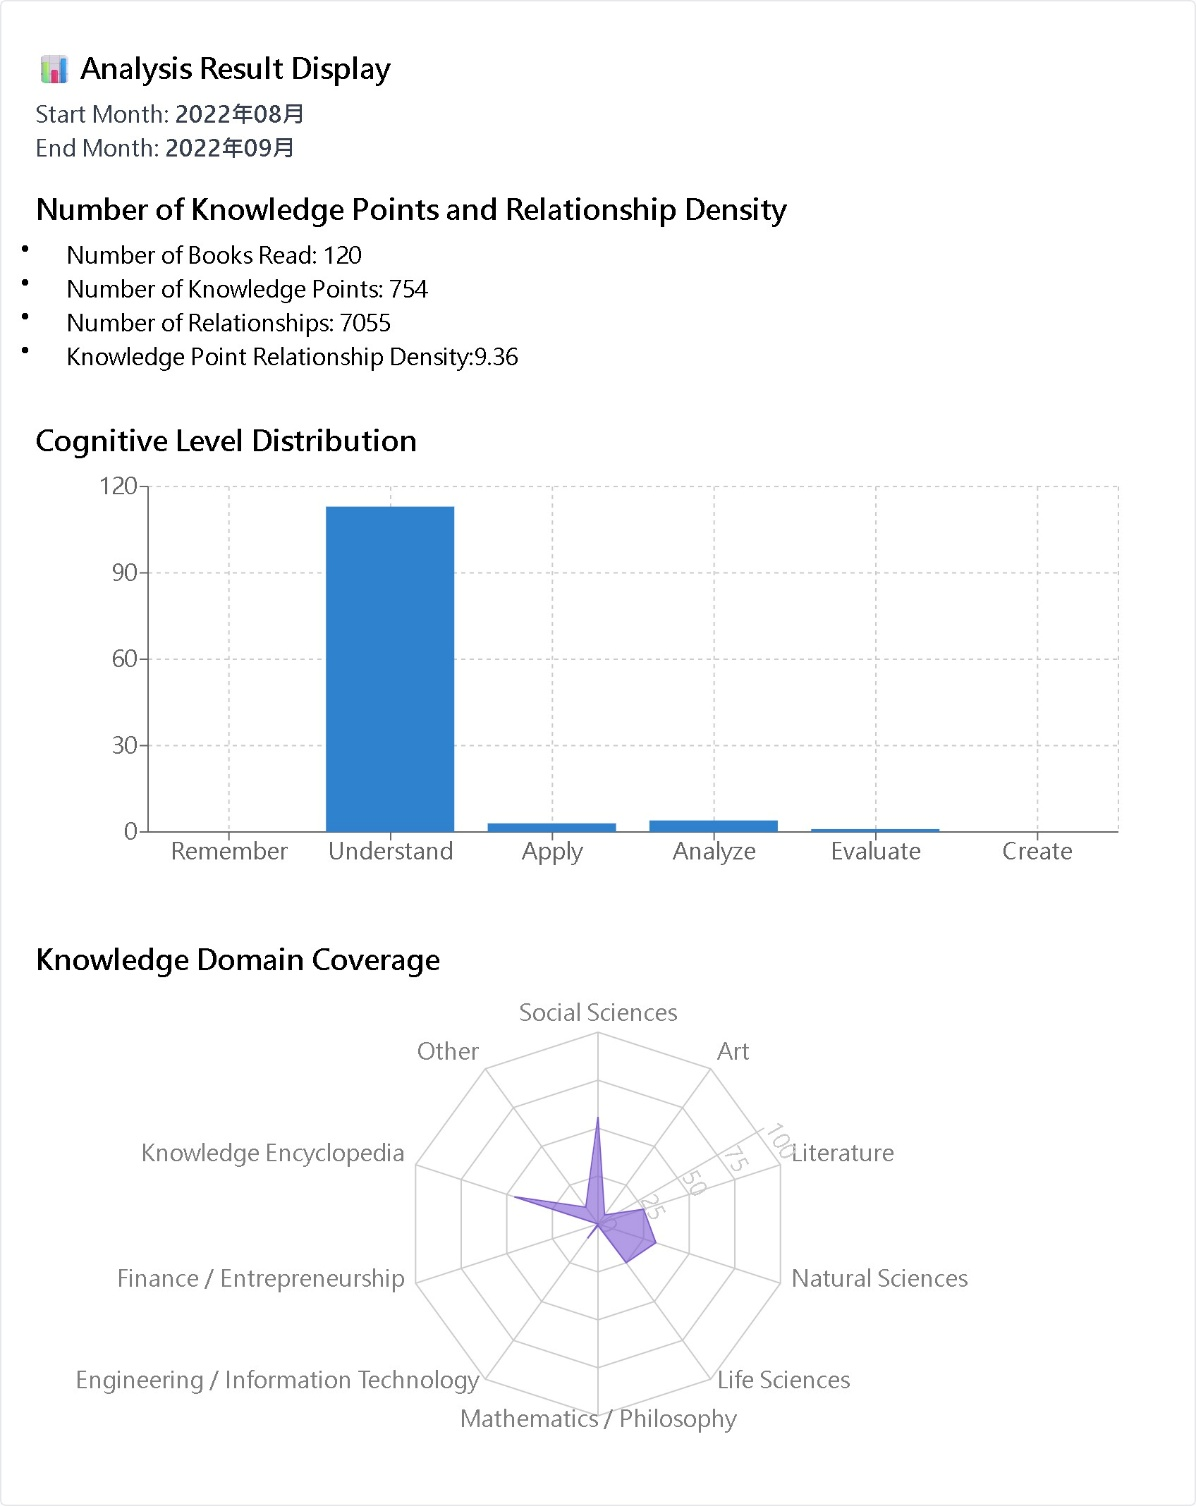 Analysis Result Display
Start Month: 2022年08月
End Month: 2022年09月
Number of Knowledge Points and Relationship Density
• Number of Books Read: 120
• Number of Knowledge Points: 754
• Number of Relationships: 7055
• Knowledge Point Relationship Density:9.36
Cognitive Level Distribution
120
90
60
30
0
Remember Understand Apply Analyze Evaluate Create
Knowledge Domain Coverage
Social Sciences
Other Art
Knowledge Encyclopedia Literature
100
75
50
25
0
Finance / Entrepreneurship Natural Sciences
Engineering / Information Technology Life Sciences
Mathematics / Philosophy